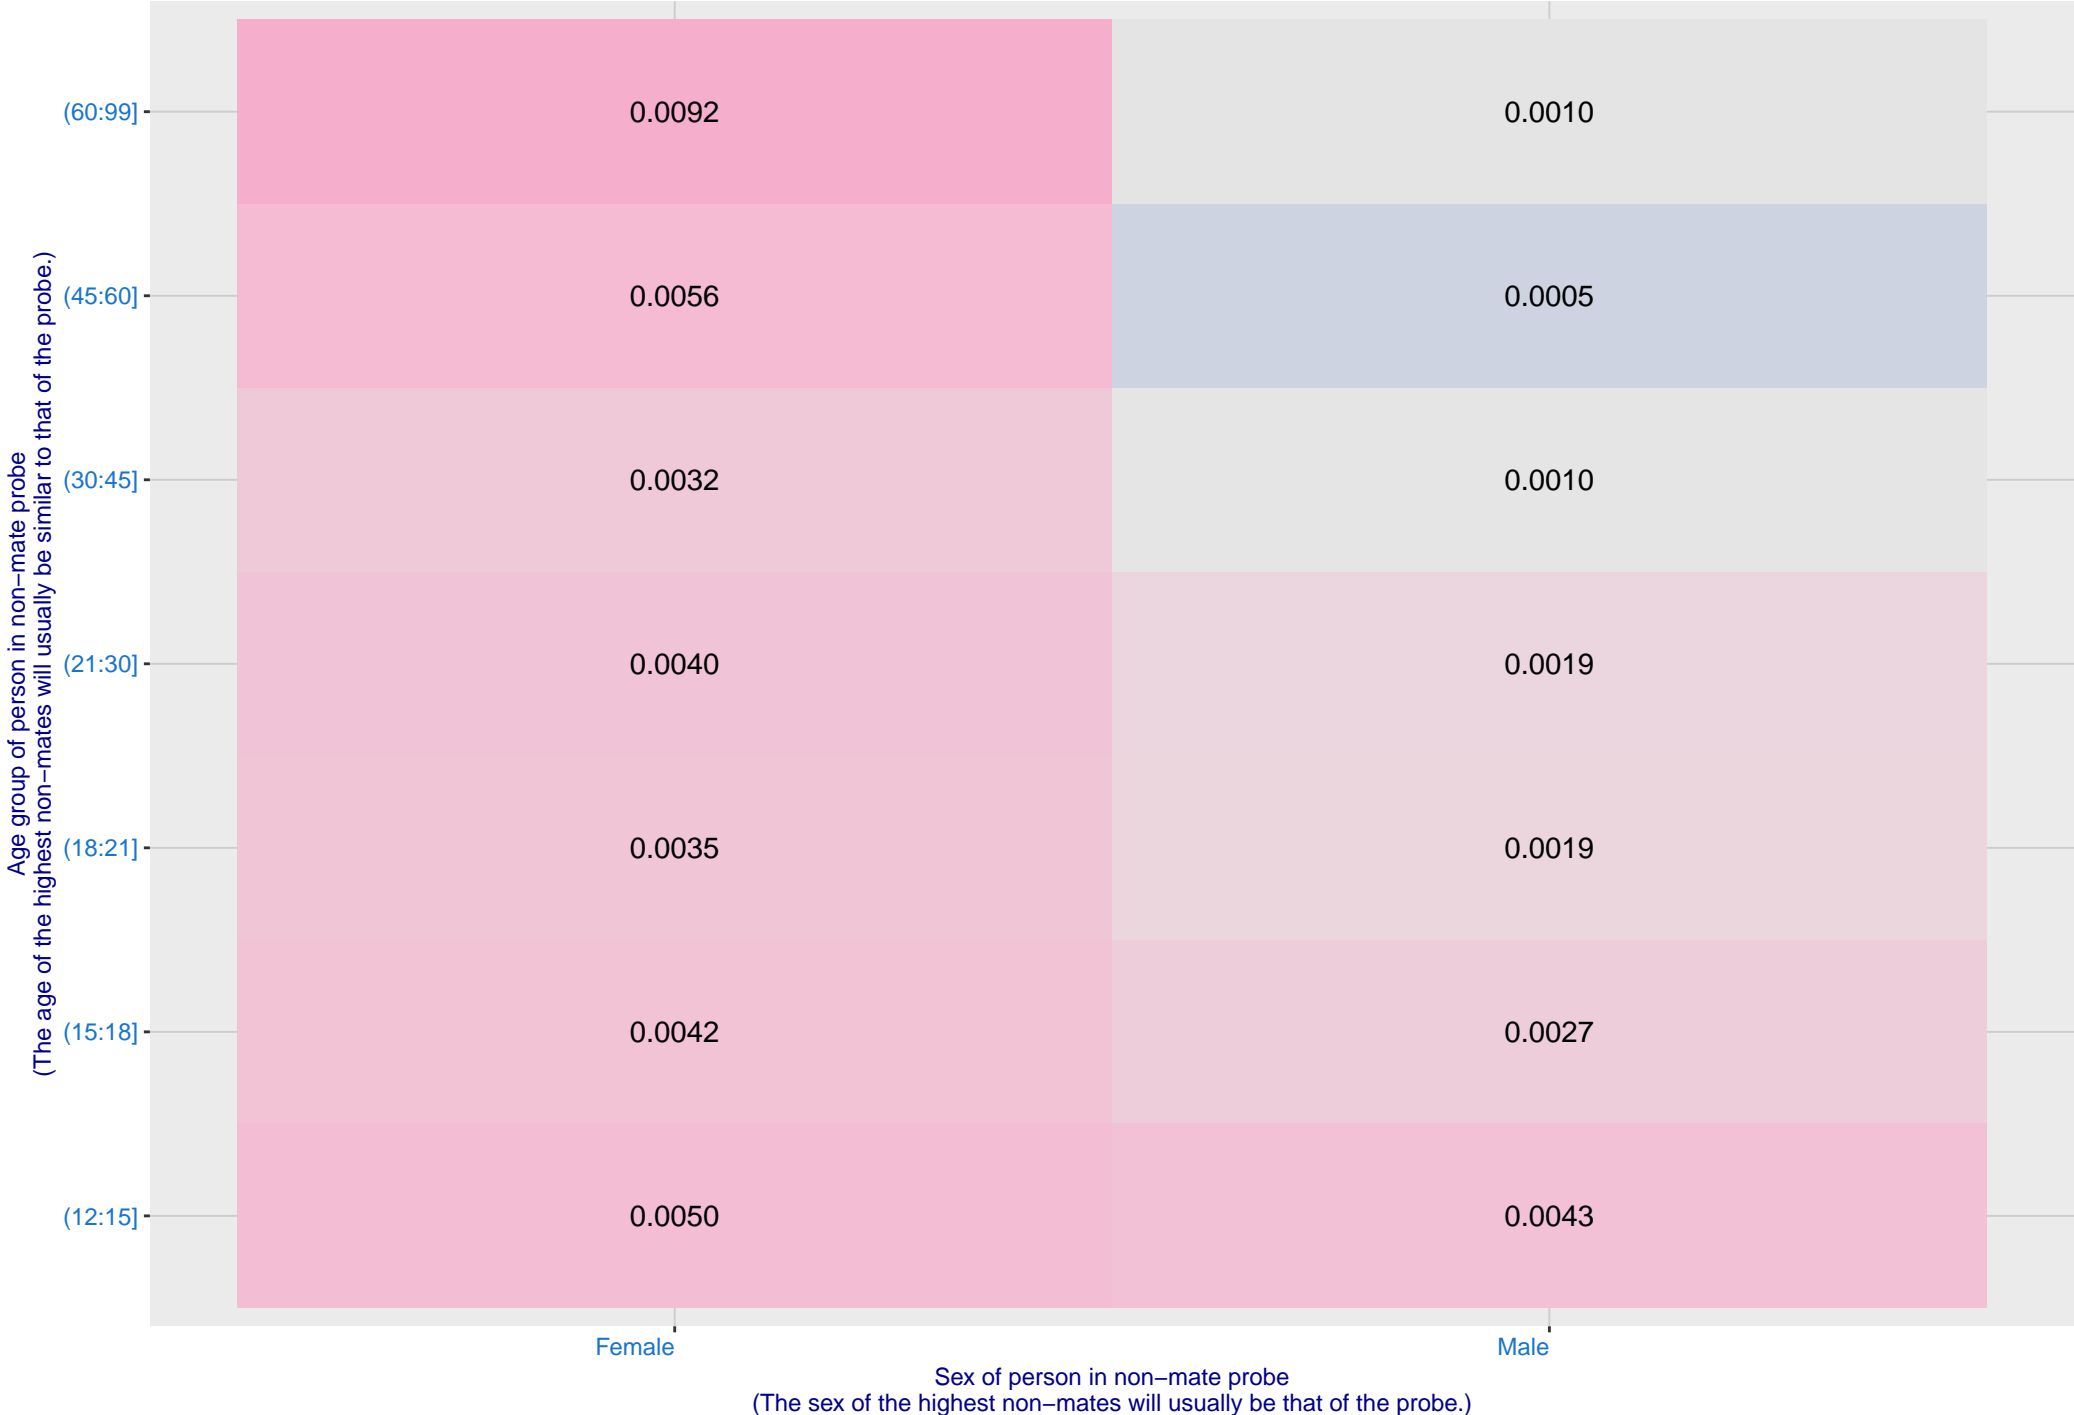 Age group of person in non−mate probe
(The age of the highest non−mates will usually be similar to that of the probe.)
(60:99] 0.0092 0.0010
(45:60] 0.0056 0.0005
(30:45] 0.0032 0.0010
(21:30] 0.0040 0.0019
(18:21] 0.0035 0.0019
(15:18] 0.0042 0.0027
(12:15] 0.0050 0.0043
Female Male
Sex of person in non−mate probe
(The sex of the highest non−mates will usually be that of the probe.)